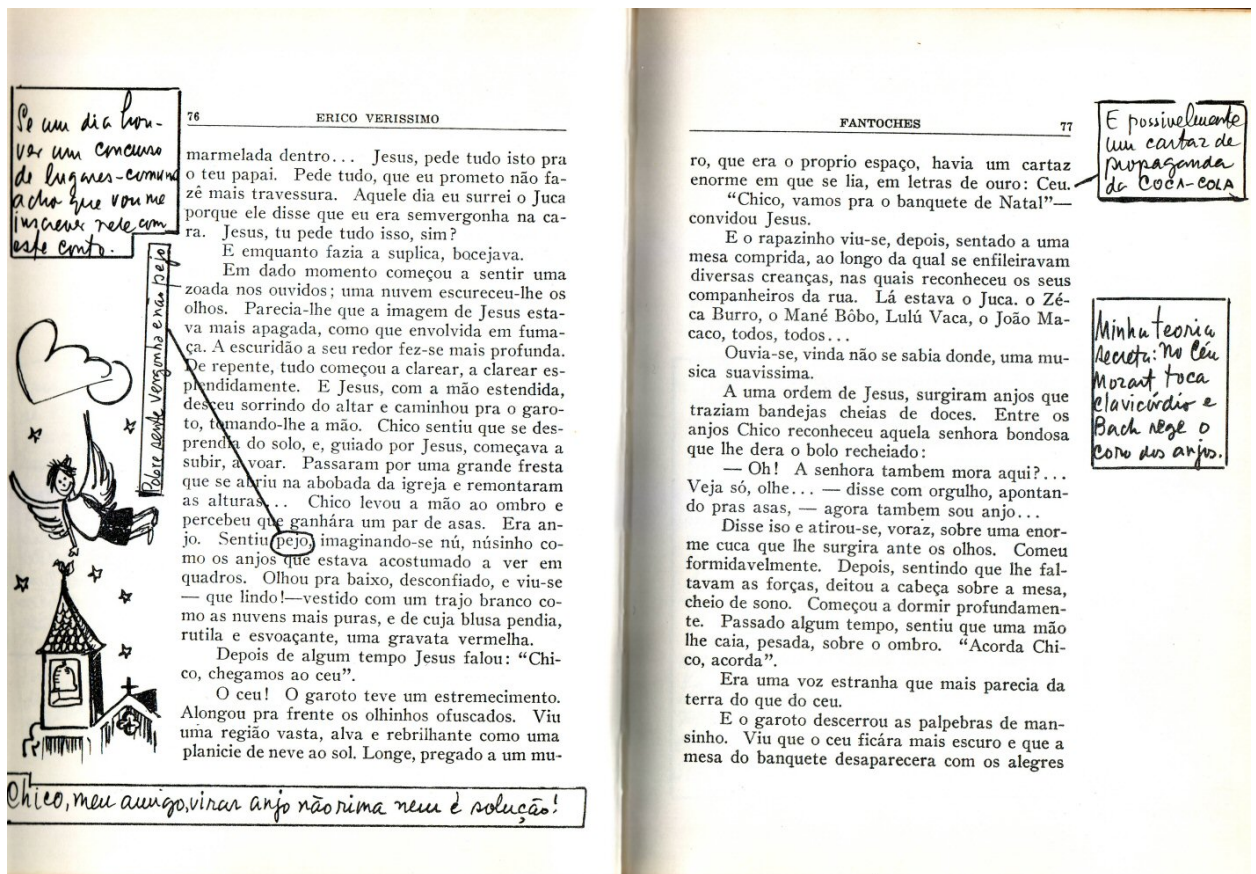 Se um dia hou-
ver um concurso
de lugares-comuns
acho que vou me
inscrever nele com
este conto.
Pobre sente vergonha e não pejo
76 ERICO VERISSIMO
marmelada dentro... Jesus, pede tudo isto pra
o teu papai. Pede tudo, que eu prometo não fa-
zê mais travessura. Aquele dia eu surrei o Juca
porque ele disse que eu era semvergonha na ca-
ra. Jesus, tu pede tudo isso, sim?
E emquanto fazia a suplica, bocejava.
Em dado momento começou a sentir uma
zoada nos ouvidos; uma nuvem escureceu-lhe os
olhos. Parecia-lhe que a imagem de Jesus esta-
va mais apagada, como que envolvida em fuma-
ça. A escuridão a seu redor fez-se mais profunda.
De repente, tudo começou a clarear, a clarear es-
plendidamente. E Jesus, com a mão estendida,
desceu sorrindo do altar e caminhou pra o garo-
to, tomando-lhe a mão. Chico sentiu que se des-
prendia do solo, e, guiado por Jesus, começava a
subir, a voar. Passaram por uma grande fresta
que se abriu na abobada da igreja e remontaram
as alturas... Chico levou a mão ao ombro e
percebeu que ganhára um par de asas. Era an-
jo. Sentiu pejo, imaginando-se nú, núsinho co-
mo os anjos que estava acostumado a ver em
quadros. Olhou pra baixo, desconfiado, e viu-se
— que lindo!—vestido com um trajo branco co-
mo as nuvens mais puras, e de cuja blusa pendia,
rutila e esvoaçante, uma gravata vermelha.
Depois de algum tempo Jesus falou: “Chi-
co, chegamos ao ceu”.
O ceu! O garoto teve um estremecimento.
Alongou pra frente os olhinhos ofuscados. Viu
uma região vasta, alva e rebrilhante como uma
planicie de neve ao sol. Longe, pregado a um mu-
Chico, meu amigo, virar anjo não rima nem é solução!
FANTOCHES 77
ro, que era o proprio espaço, havia um cartaz
enorme em que se lia, em letras de ouro: Ceu.
“Chico, vamos pra o banquete de Natal”—
convidou Jesus.
E o rapazinho viu-se, depois, sentado a uma
mesa comprida, ao longo da qual se enfileiravam
diversas creanças, nas quais reconheceu os seus
companheiros da rua. Lá estava o Juca. o Zé-
ca Burro, o Mané Bôbo, Lulú Vaca, o João Ma-
caco, todos, todos...
Ouvia-se, vinda não se sabia donde, uma mu-
sica suavissima.
A uma ordem de Jesus, surgiram anjos que
traziam bandejas cheias de doces. Entre os
anjos Chico reconheceu aquela senhora bondosa
que lhe dera o bolo recheiado:
— Oh! A senhora tambem mora aqui?...
Veja só, olhe... — disse com orgulho, apontan-
do pras asas, — agora tambem sou anjo...
Disse iso e atirou-se, voraz, sobre uma enor-
me cuca que lhe surgira ante os olhos. Comeu
formidavelmente. Depois, sentindo que lhe fal-
tavam as forças, deitou a cabeça sobre a mesa,
cheio de sono. Começou a dormir profundamen-
te. Passado algum tempo, sentiu que uma mão
lhe caia, pesada, sobre o ombro. “Acorda Chi-
co, acorda”.
Era uma voz estranha que mais parecia da
terra do que do ceu.
E o garoto descerrou as palpebras de man-
sinho. Viu que o ceu ficára mais escuro e que a
mesa do banquete desaparecera com os alegres
E possivelmente
um cartaz de
propaganda
da COCA-COLA
Minha teoria
secreta: no Céu
Mozart toca
clavicórdio e
Bach rege o
coro dos anjos.